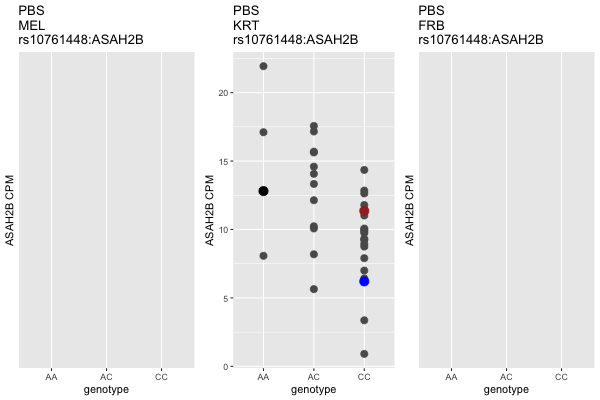 PBS
MEL
rs10761448:ASAH2B
ASAH2B CPM
AA
AC
CC
genotype
PBS
KRT
rs10761448:ASAH2B
ASAH2B CPM
20
15
10
5
0
AA
AC
CC
genotype
PBS
FRB
rs10761448:ASAH2B
ASAH2B CPM
AA
AC
CC
genotype